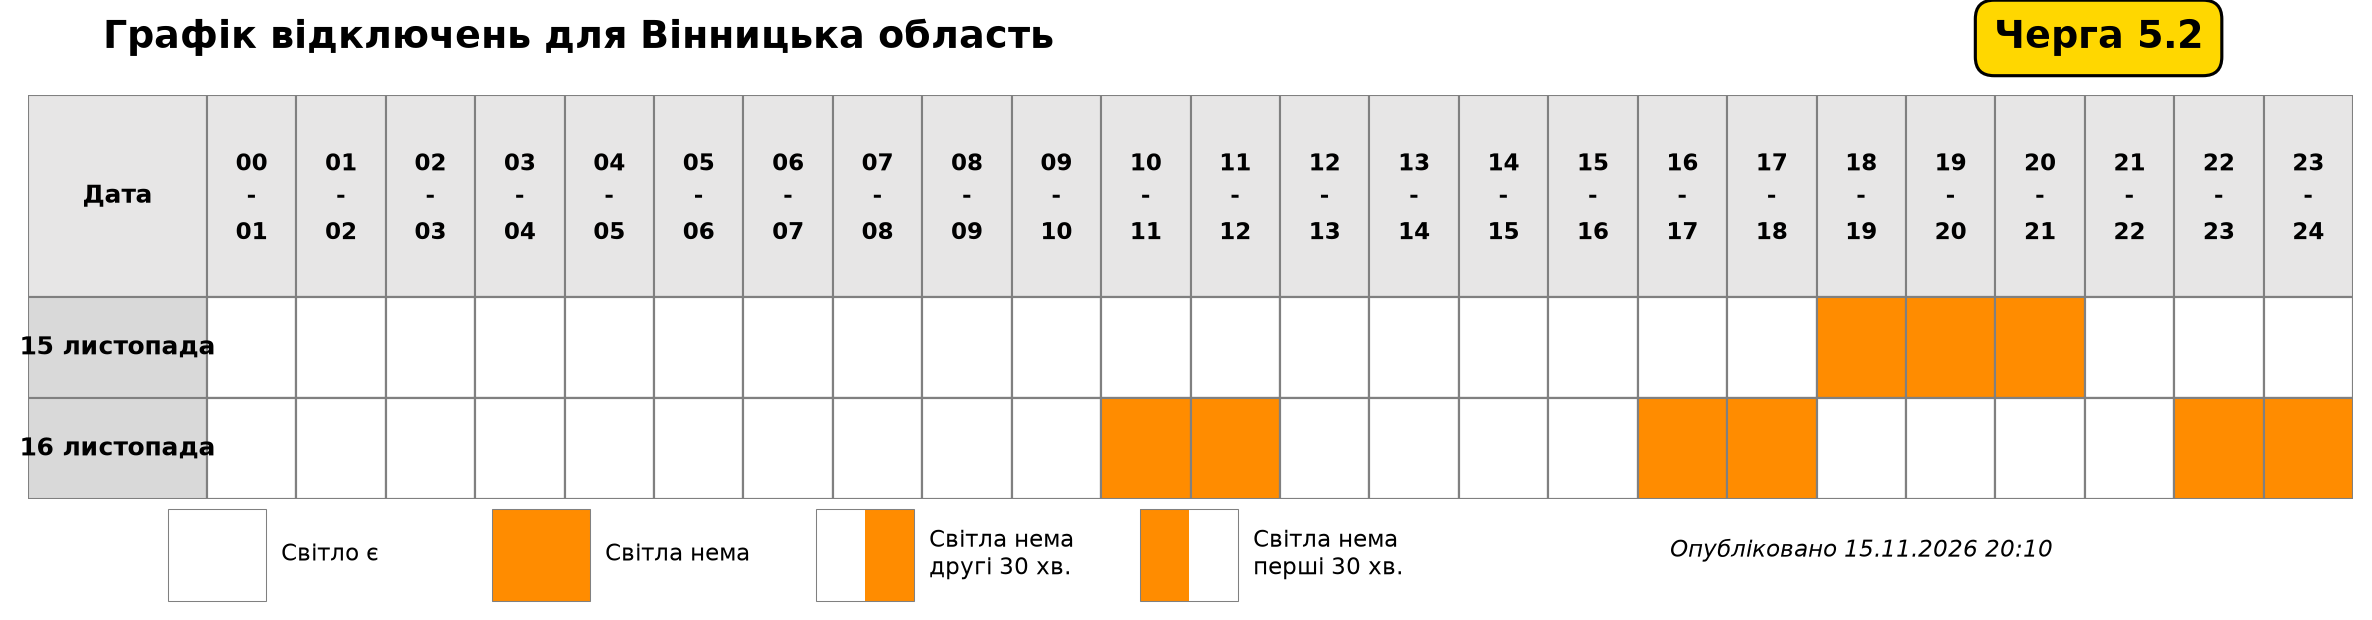 Графік відключень для Вінницька область
Черга 5.2
Дата
00 - 01
01 - 02
02 - 03
03 - 04
04 - 05
05 - 06
06 - 07
07 - 08
08 - 09
09 - 10
10 - 11
11 - 12
12 - 13
13 - 14
14 - 15
15 - 16
16 - 17
17 - 18
18 - 19
19 - 20
20 - 21
21 - 22
22 - 23
23 - 24
15 листопада
16 листопада
Світло є
Світла нема
Світла нема
другі 30 хв.
Світла нема
перші 30 хв.
Опубліковано 15.11.2026 20:10